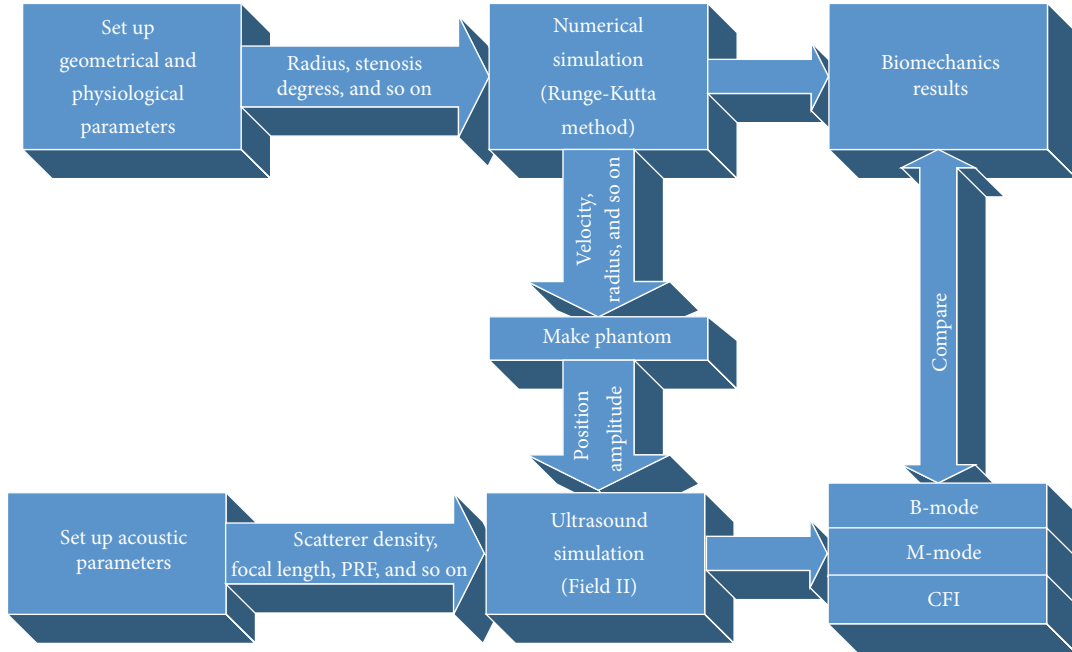 Set up
geometrical and
physiological
parameters
Radius, stenosis
degress, and so on
Numerical
simulation
(Runge-Kutta
method)
Biomechanics
results
Velocity,
radius, and so on
Make phantom
Compare
Position
amplitude
Set up acoustic
parameters
Scatterer density,
focal length, PRF, and so on
Ultrasound
simulation
(Field II)
B-mode
M-mode
CFI